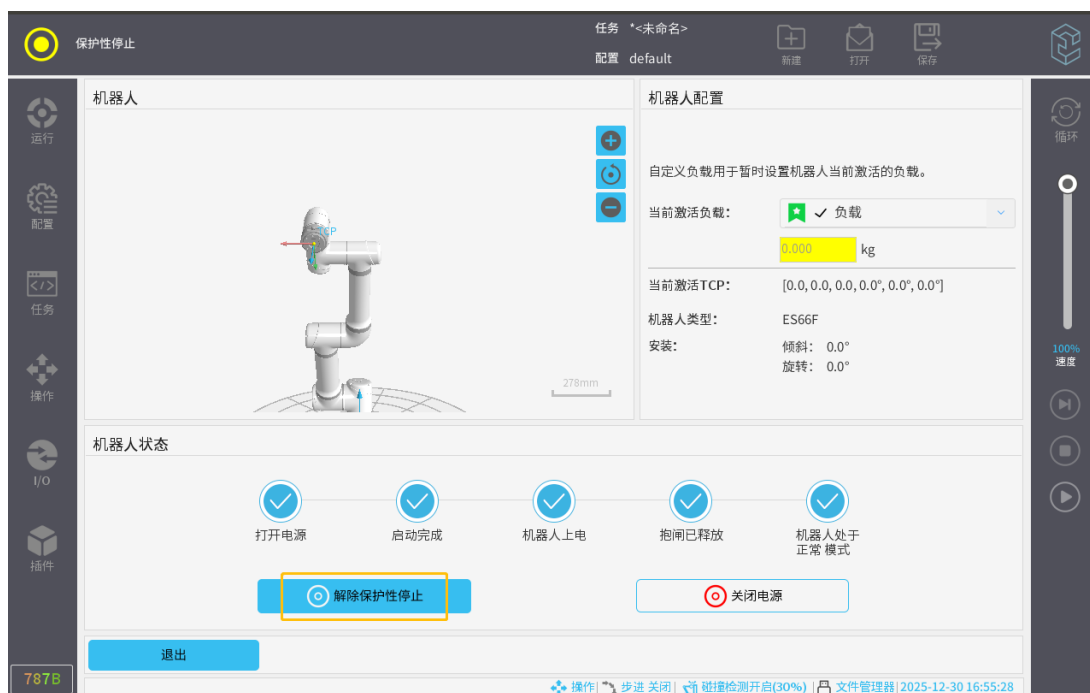 保护性停止
任务 *<未命名>
配置 default
新建
打开
保存
运行
配置
任务
操作
I/O
插件
787B
机器人
TCP
278mm
机器人配置
自定义负载用于暂时设置机器人当前激活的负载。
当前激活负载： 负载
0.000 kg
当前激活TCP： [0.0, 0.0, 0.0, 0.0°, 0.0°, 0.0°]
机器人类型： ES66F
安装： 倾斜： 0.0°
旋转： 0.0°
循环
100%
速度
机器人状态
打开电源
启动完成
机器人上电
抱闸已释放
机器人处于
正常 模式
解除保护性停止
关闭电源
退出
操作| 步进 关闭| 碰撞检测开启(30%) | 文件管理器|2025-12-30 16:55:28